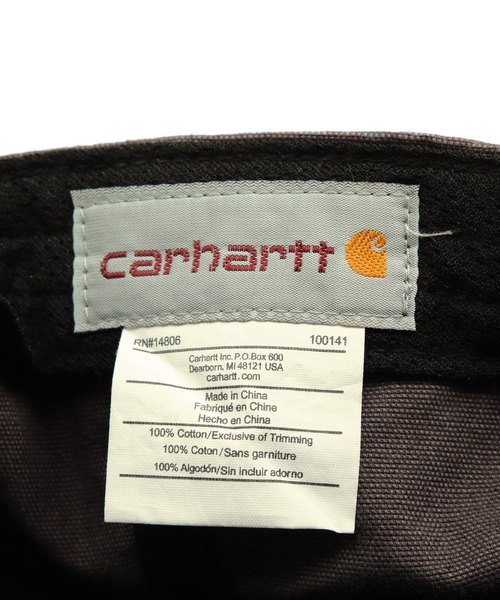 carhartt
RN#14806 100141
Carhartt Inc. P.O.Box 600
Dearborn, MI 48121 USA
carhartt.com
Made in China
Fabriqué en Chine
Hecho en China
100% Cotton/Exclusive of Trimming
100% Coton/Sans garniture
100% Algodón/Sin incluir adorno